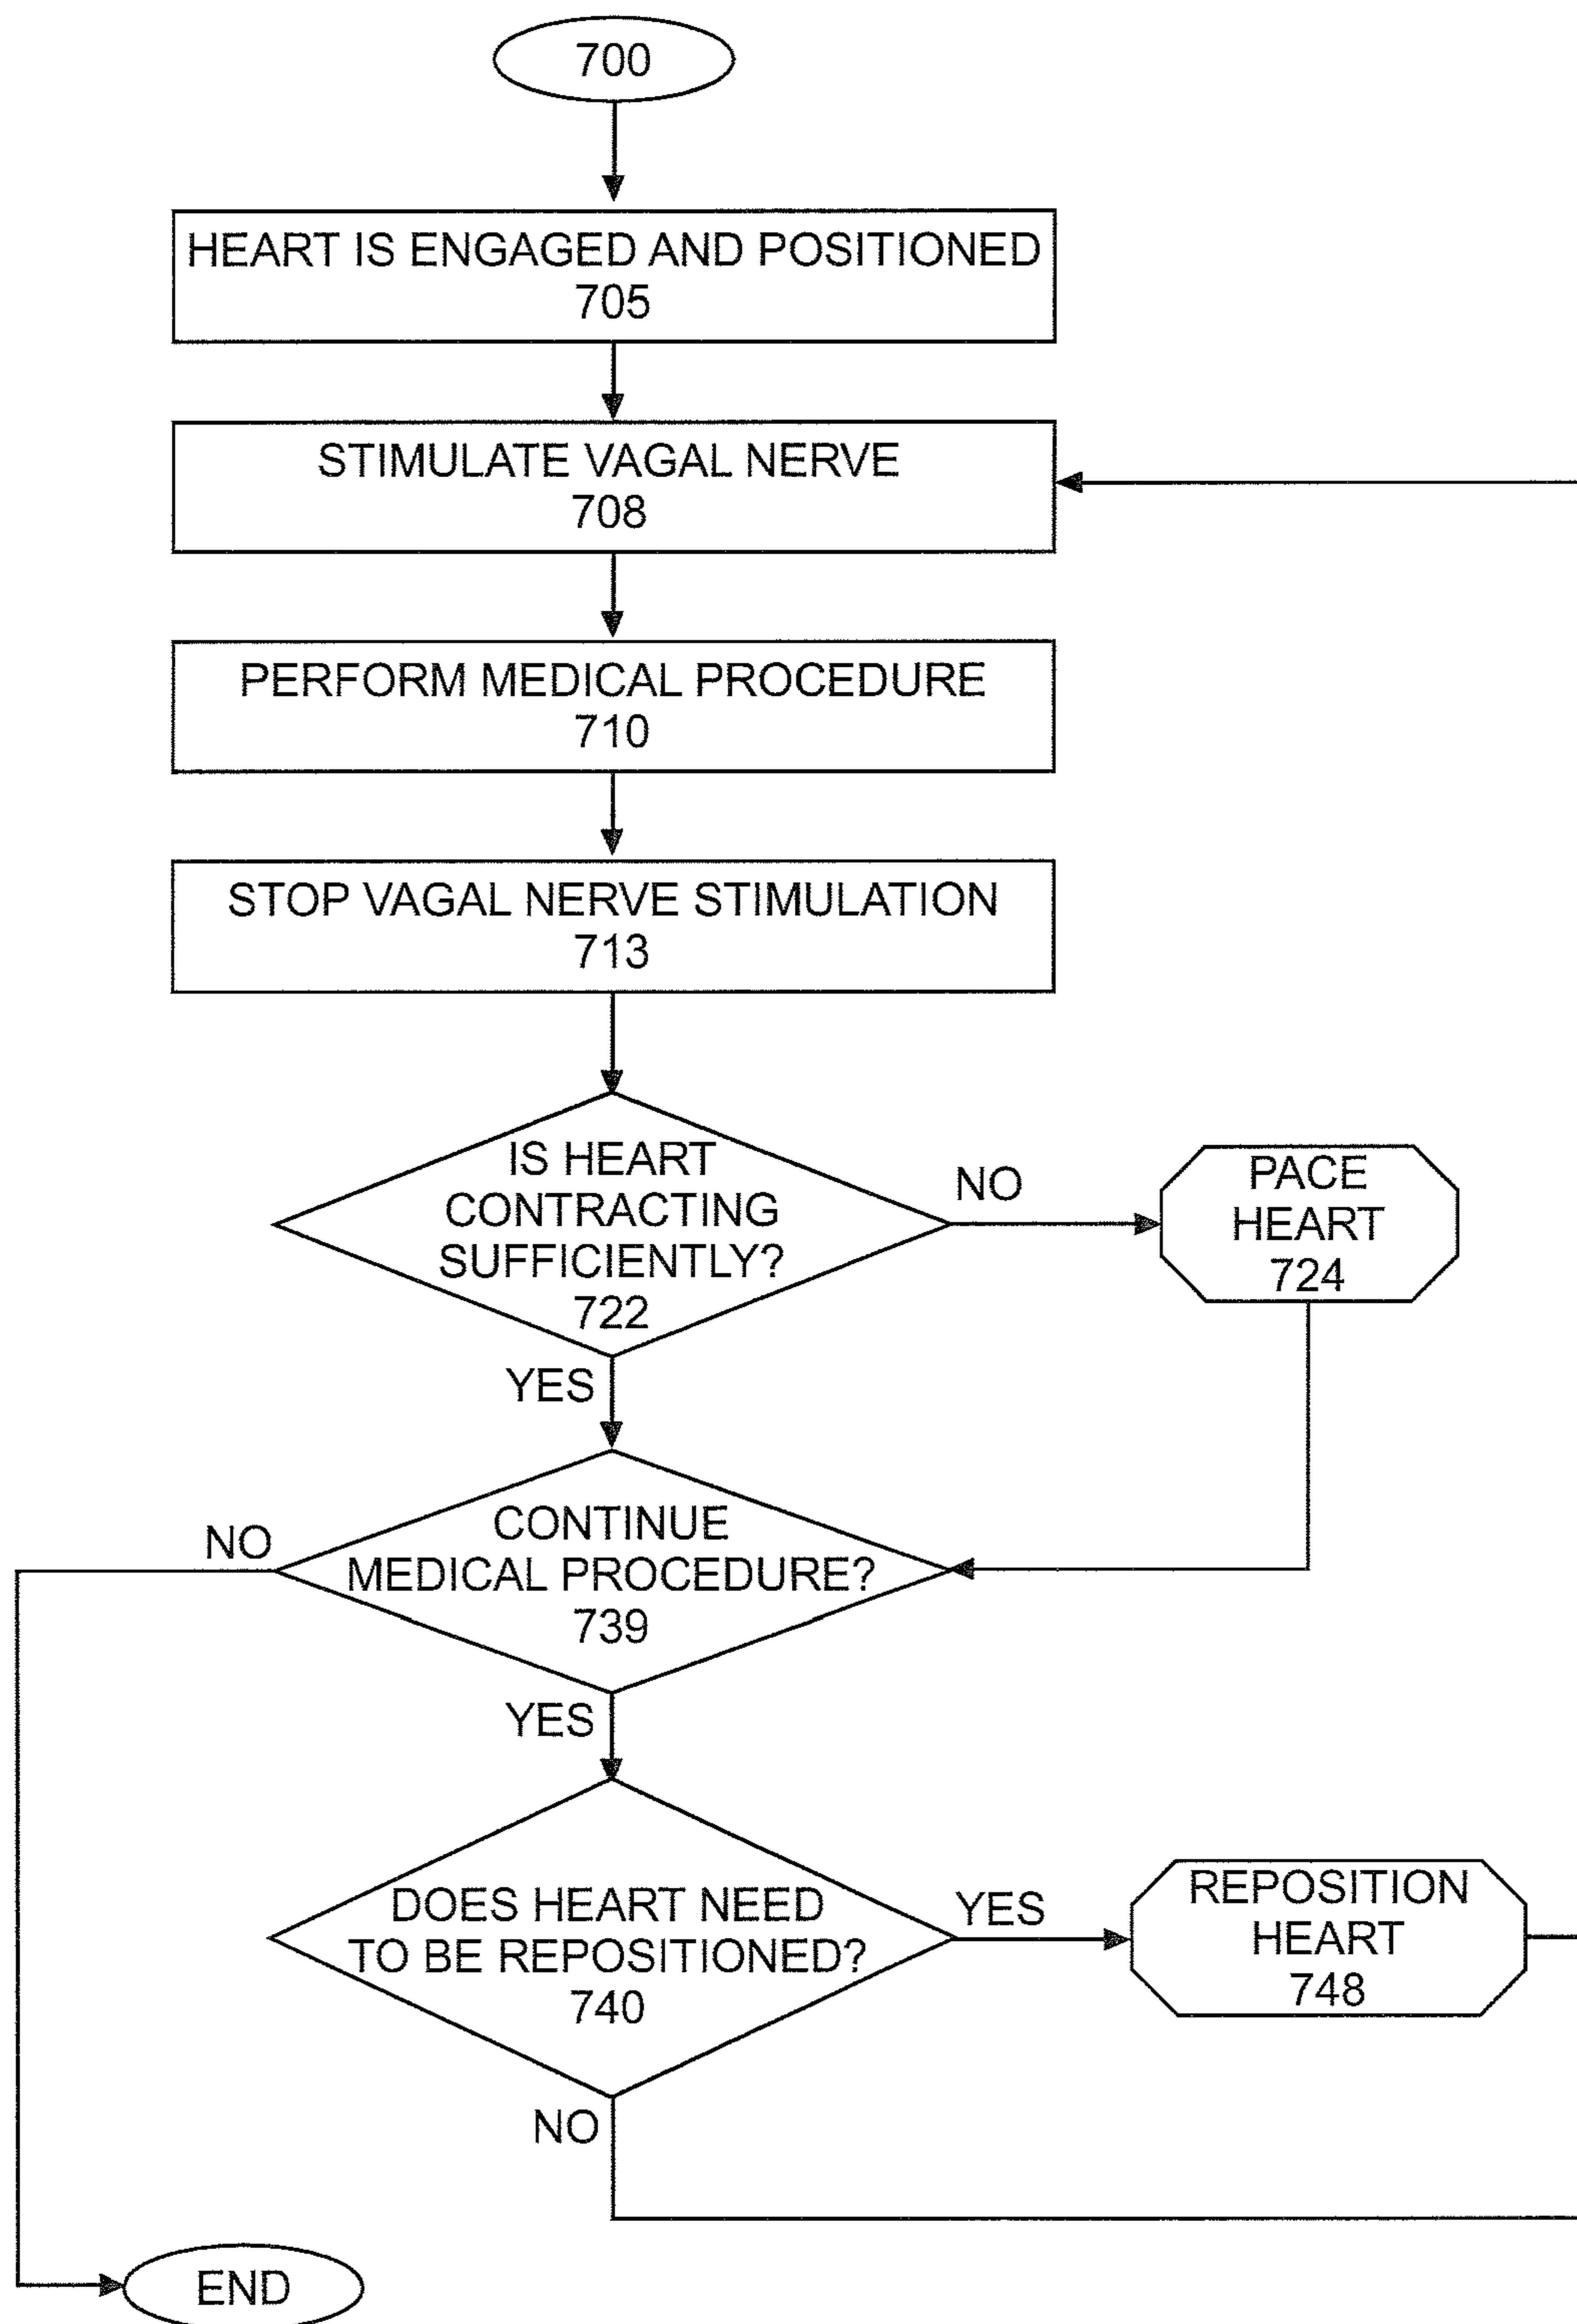 700
HEART IS ENGAGED AND POSITIONED
705
STIMULATE VAGAL NERVE
708
PERFORM MEDICAL PROCEDURE
710
STOP VAGAL NERVE STIMULATION
713
IS HEART
CONTRACTING
SUFFICIENTLY?
722
NO
PACE
HEART
724
YES
CONTINUE
MEDICAL PROCEDURE?
739
NO
YES
DOES HEART NEED
TO BE REPOSITIONED?
740
YES
REPOSITION
HEART
748
NO
END